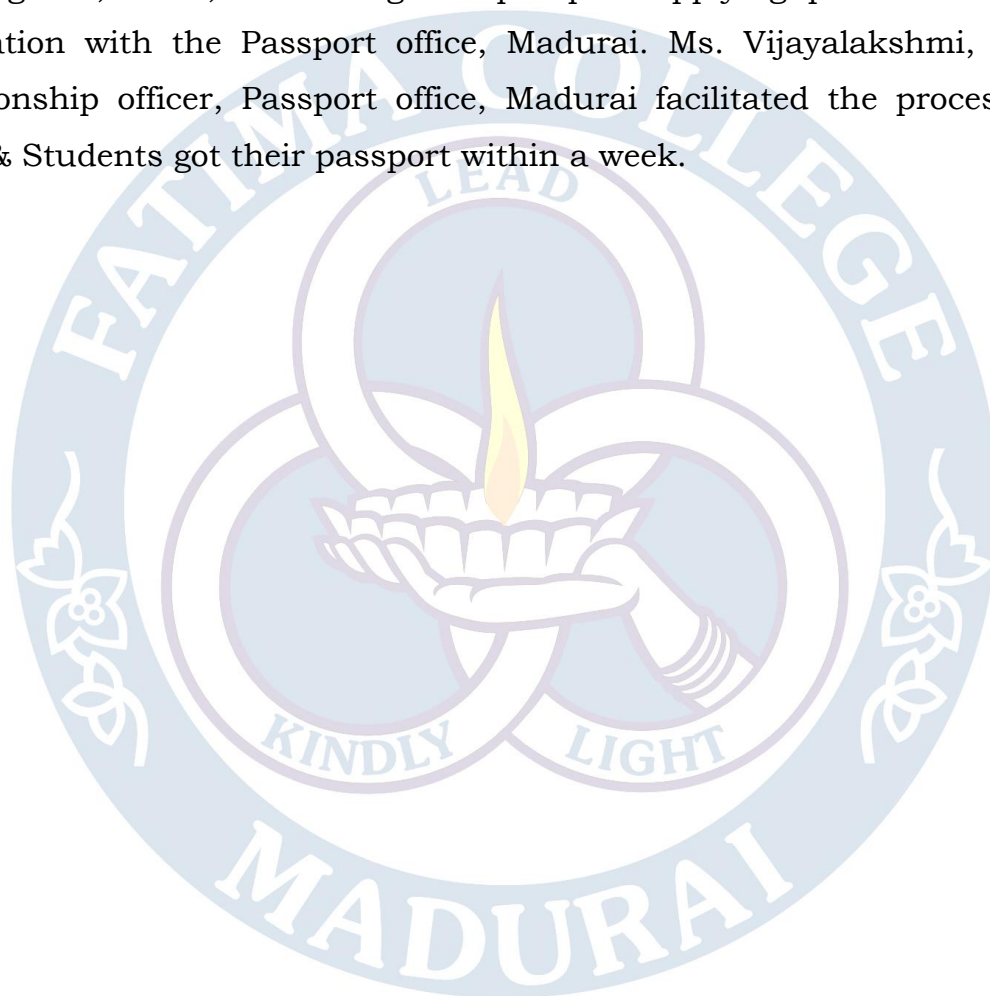 ation with the Passport office, Madurai. Ms. Vijayalakshmi,
onship officer, Passport office, Madurai facilitated the proces
& Students got their passport within a week.
FATIMA COLLEGE
LEAD
KINDLY LIGHT
MADURAI